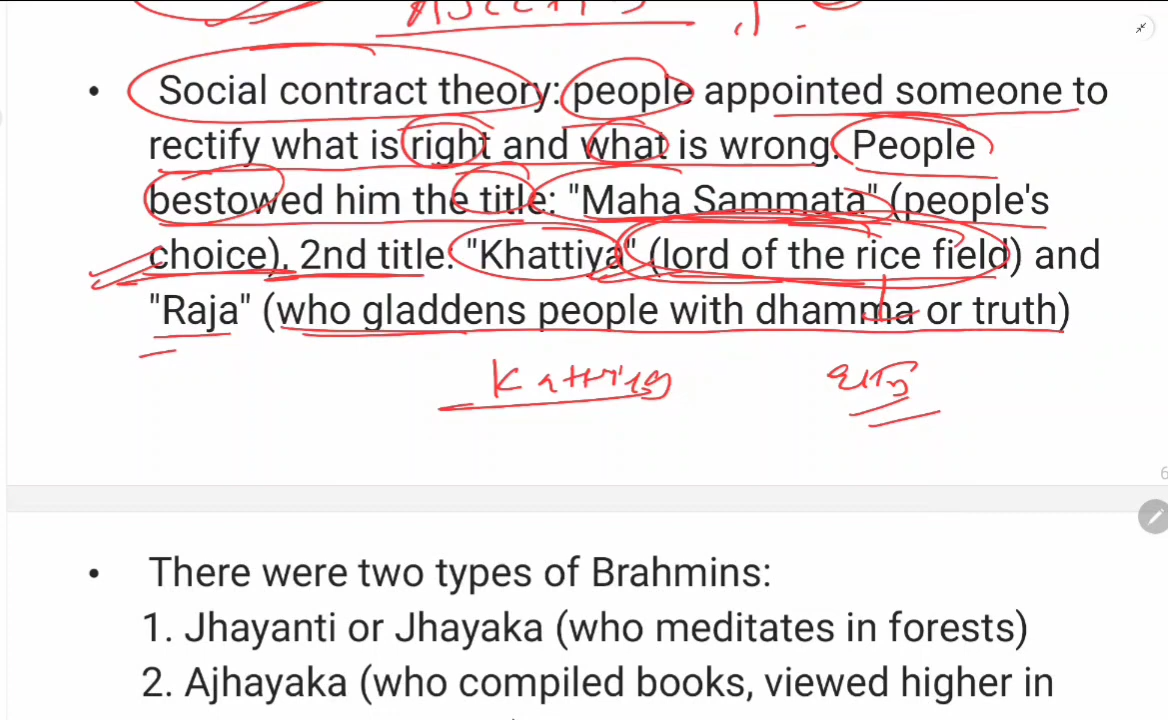 • Social contract theory: people appointed someone to
rectify what is right and what is wrong. People
bestowed him the title: "Maha Sammata" (people's
choice), 2nd title: "Khattiya" (lord of the rice field) and
"Raja" (who gladdens people with dhamma or truth)
6
• There were two types of Brahmins:
1. Jhayanti or Jhayaka (who meditates in forests)
2. Ajhayaka (who compiled books, viewed higher in